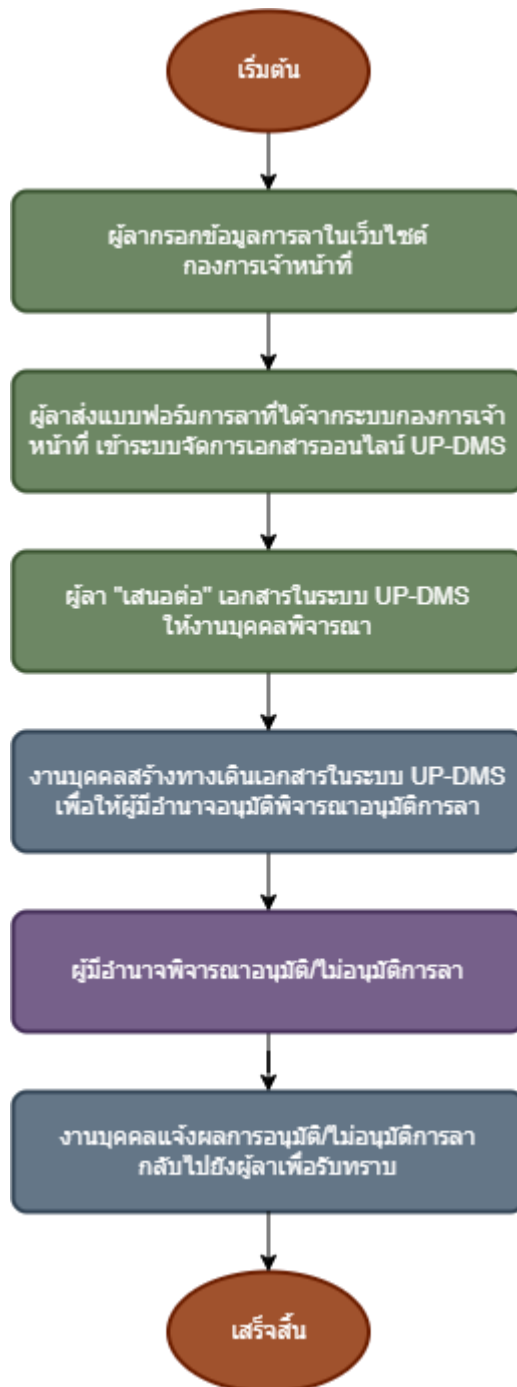 เริ่มต้น
ผู้ลากรอกข้อมูลการลาในเว็บไซต์
กองการเจ้าหน้าที่
ผู้ลาส่งแบบฟอร์มการลาที่ได้จากระบบกองการเจ้า
หน้าที่ เข้าระบบจัดการเอกสารออนไลน์ UP-DMS
ผู้ลา "เสนอต่อ" เอกสารในระบบ UP-DMS
ให้งานบุคคลพิจารณา
งานบุคคลสร้างทางเดินเอกสารในระบบ UP-DMS
เพื่อให้ผู้มีอำนาจอนุมัติพิจารณาอนุมัติการลา
ผู้มีอำนาจพิจารณาอนุมัติ/ไม่อนุมัติการลา
งานบุคคลแจ้งผลการอนุมัติ/ไม่อนุมัติการลา
กลับไปยังผู้ลาเพื่อรับทราบ
เสร็จสิ้น